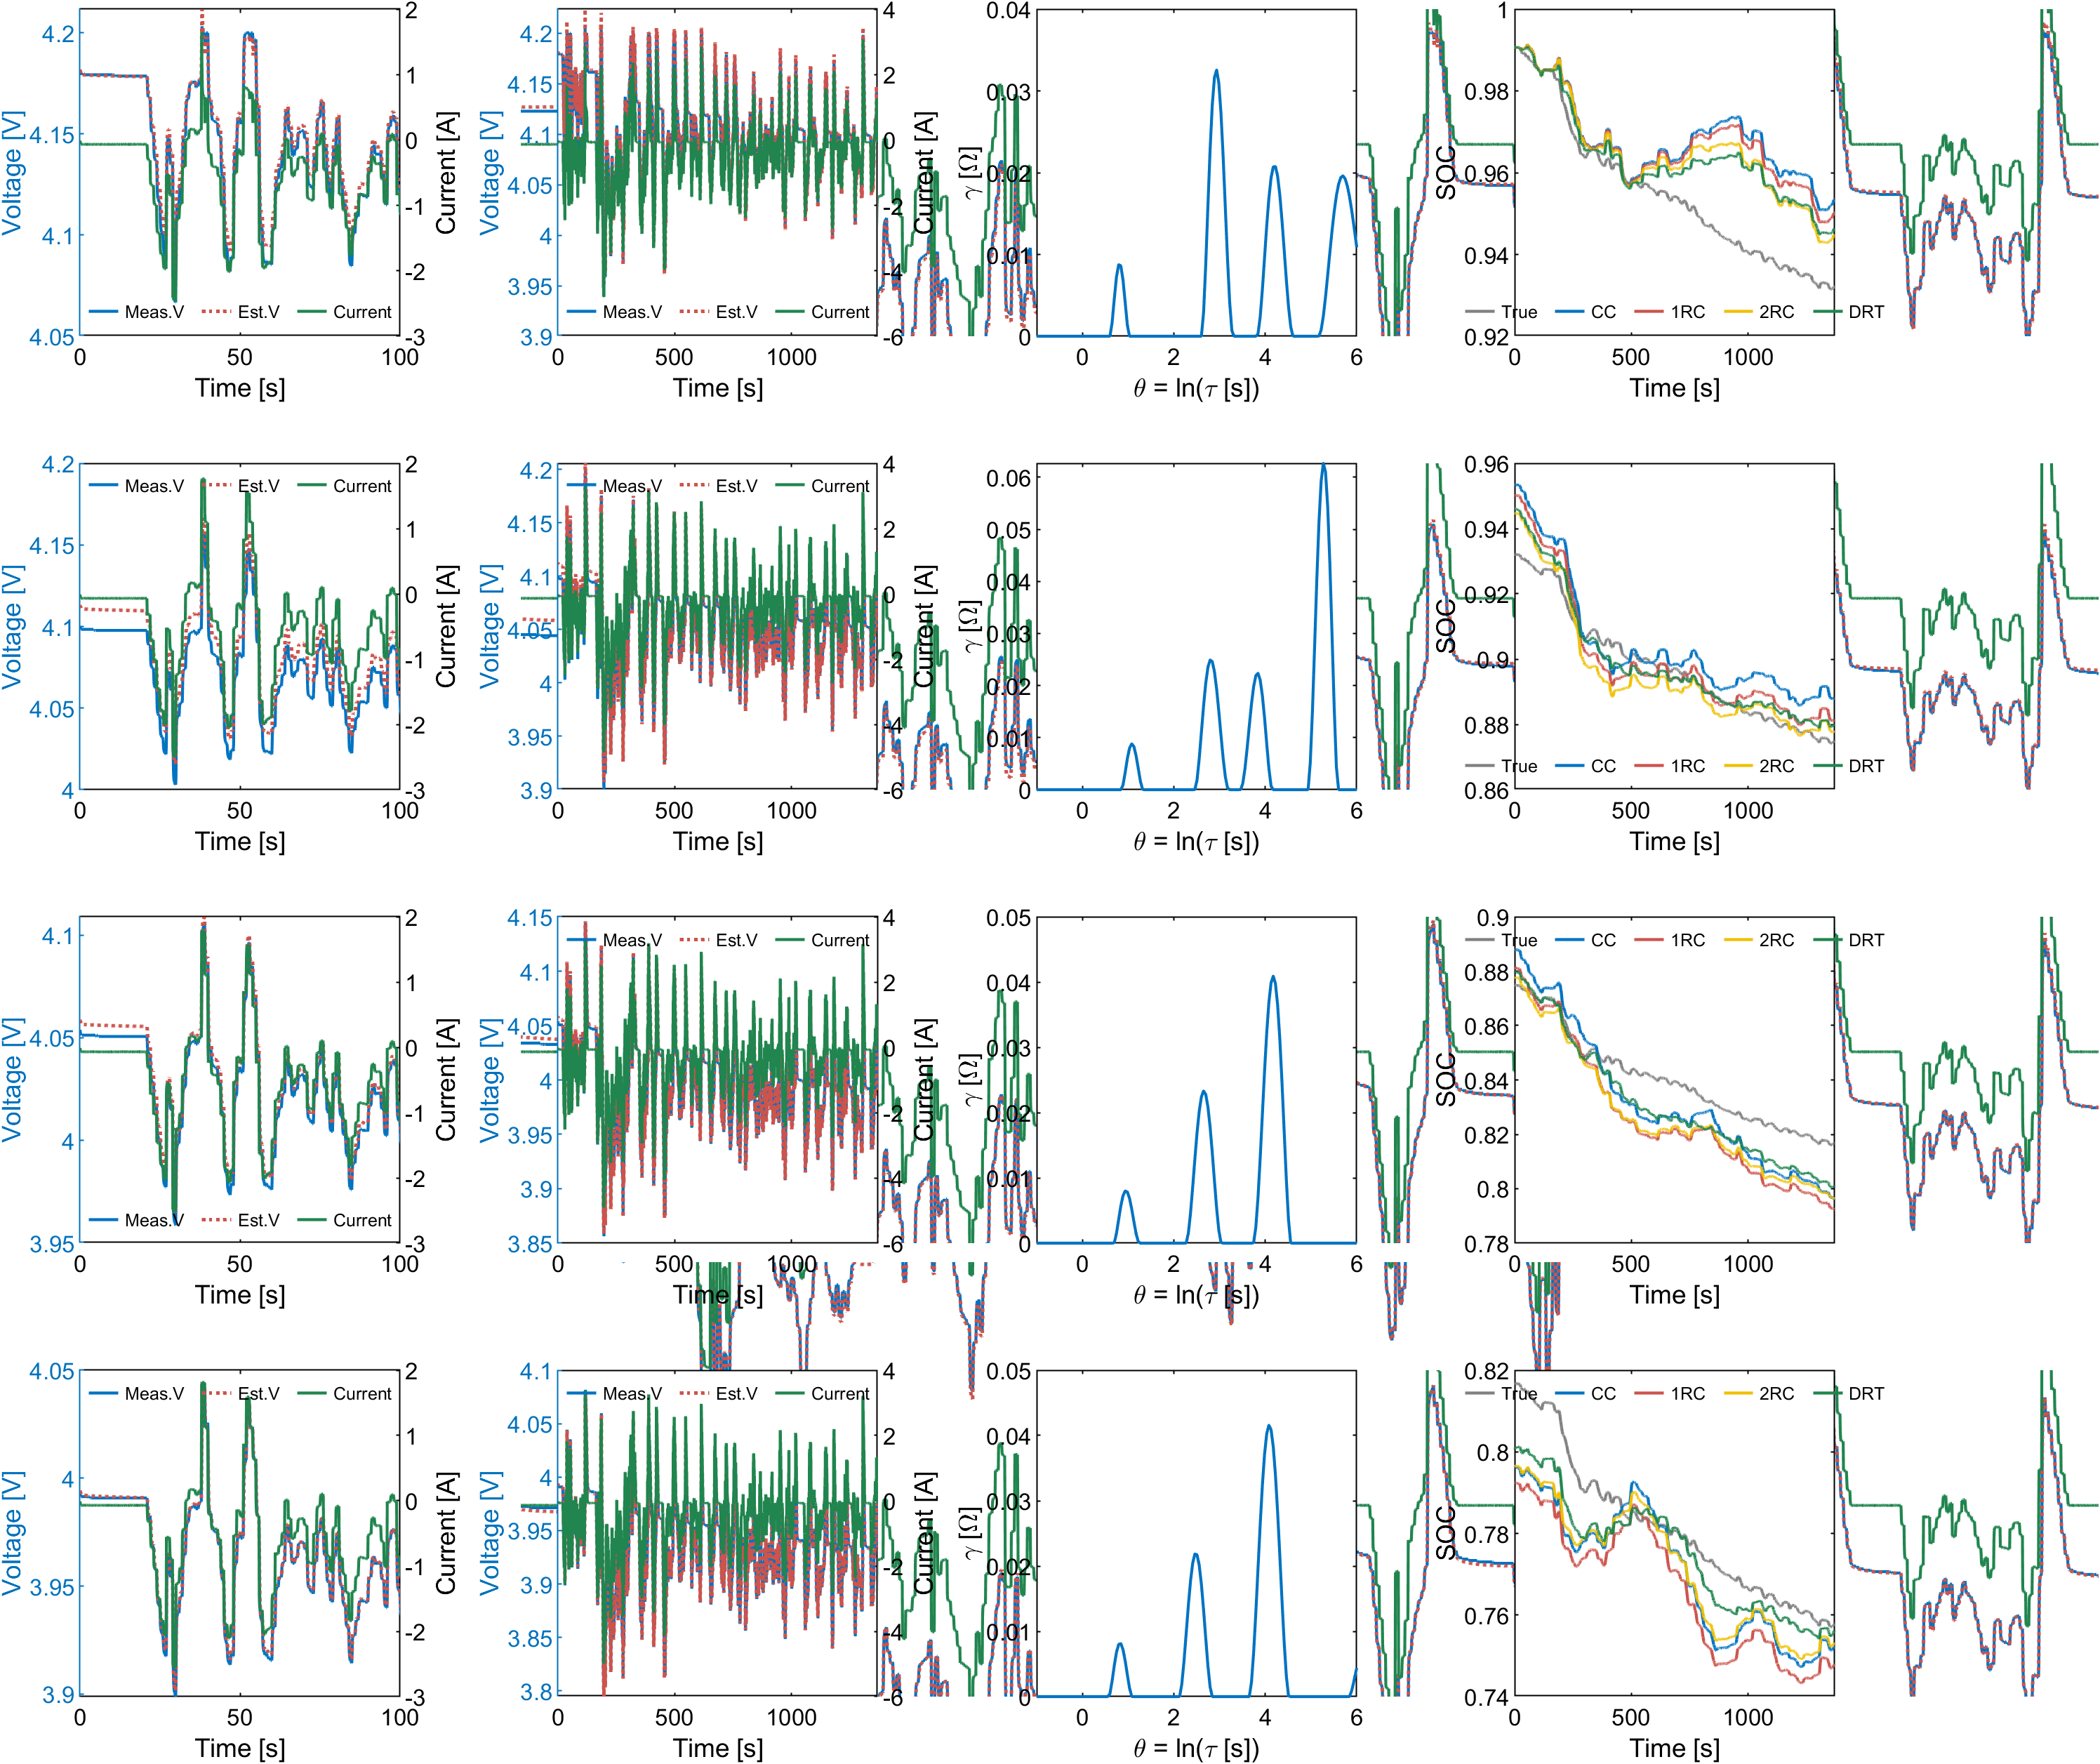 4.2
4.15
4.1
4.05
Voltage [V]
2
1
0
-1
-2
-3
Current [A]
Meas.V Est.V Current
0 50 100
Time [s]
4.2
4.15
4.1
4.05
4
3.95
3.9
Voltage [V]
4
2
0
-2
-4
-6
Current [A]
Meas.V Est.V Current
0 500 1000
Time [s]
0.04
0.03
0.02
0.01
0
γ [Ω]
0 2 4 6
θ = ln(τ [s])
1
0.98
0.96
0.94
0.92
SOC
True CC 1RC 2RC DRT
0 500 1000
Time [s]
4.2
4.15
4.1
4.05
4
Voltage [V]
2
1
0
-1
-2
-3
Current [A]
Meas.V Est.V Current
0 50 100
Time [s]
4.2
4.15
4.1
4.05
4
3.95
3.9
Voltage [V]
4
2
0
-2
-4
-6
Current [A]
Meas.V Est.V Current
0 500 1000
Time [s]
0.06
0.05
0.04
0.03
0.02
0.01
0
γ [Ω]
0 2 4 6
θ = ln(τ [s])
0.96
0.94
0.92
0.9
0.88
0.86
SOC
True CC 1RC 2RC DRT
0 500 1000
Time [s]
4.1
4.05
4
3.95
Voltage [V]
2
1
0
-1
-2
-3
Current [A]
Meas.V Est.V Current
0 50 100
Time [s]
4.15
4.1
4.05
4
3.95
3.9
3.85
Voltage [V]
4
2
0
-2
-4
-6
Current [A]
Meas.V Est.V Current
0 500 1000
Time [s]
0.05
0.04
0.03
0.02
0.01
0
γ [Ω]
0 2 4 6
θ = ln(τ [s])
0.9
0.88
0.86
0.84
0.82
0.8
0.78
SOC
True CC 1RC 2RC DRT
0 500 1000
Time [s]
4.05
4
3.95
3.9
Voltage [V]
2
1
0
-1
-2
-3
Current [A]
Meas.V Est.V Current
0 50 100
Time [s]
4.1
4.05
4
3.95
3.9
3.85
3.8
Voltage [V]
4
2
0
-2
-4
-6
Current [A]
Meas.V Est.V Current
0 500 1000
Time [s]
0.05
0.04
0.03
0.02
0.01
0
γ [Ω]
0 2 4 6
θ = ln(τ [s])
0.82
0.8
0.78
0.76
0.74
SOC
True CC 1RC 2RC DRT
0 500 1000
Time [s]